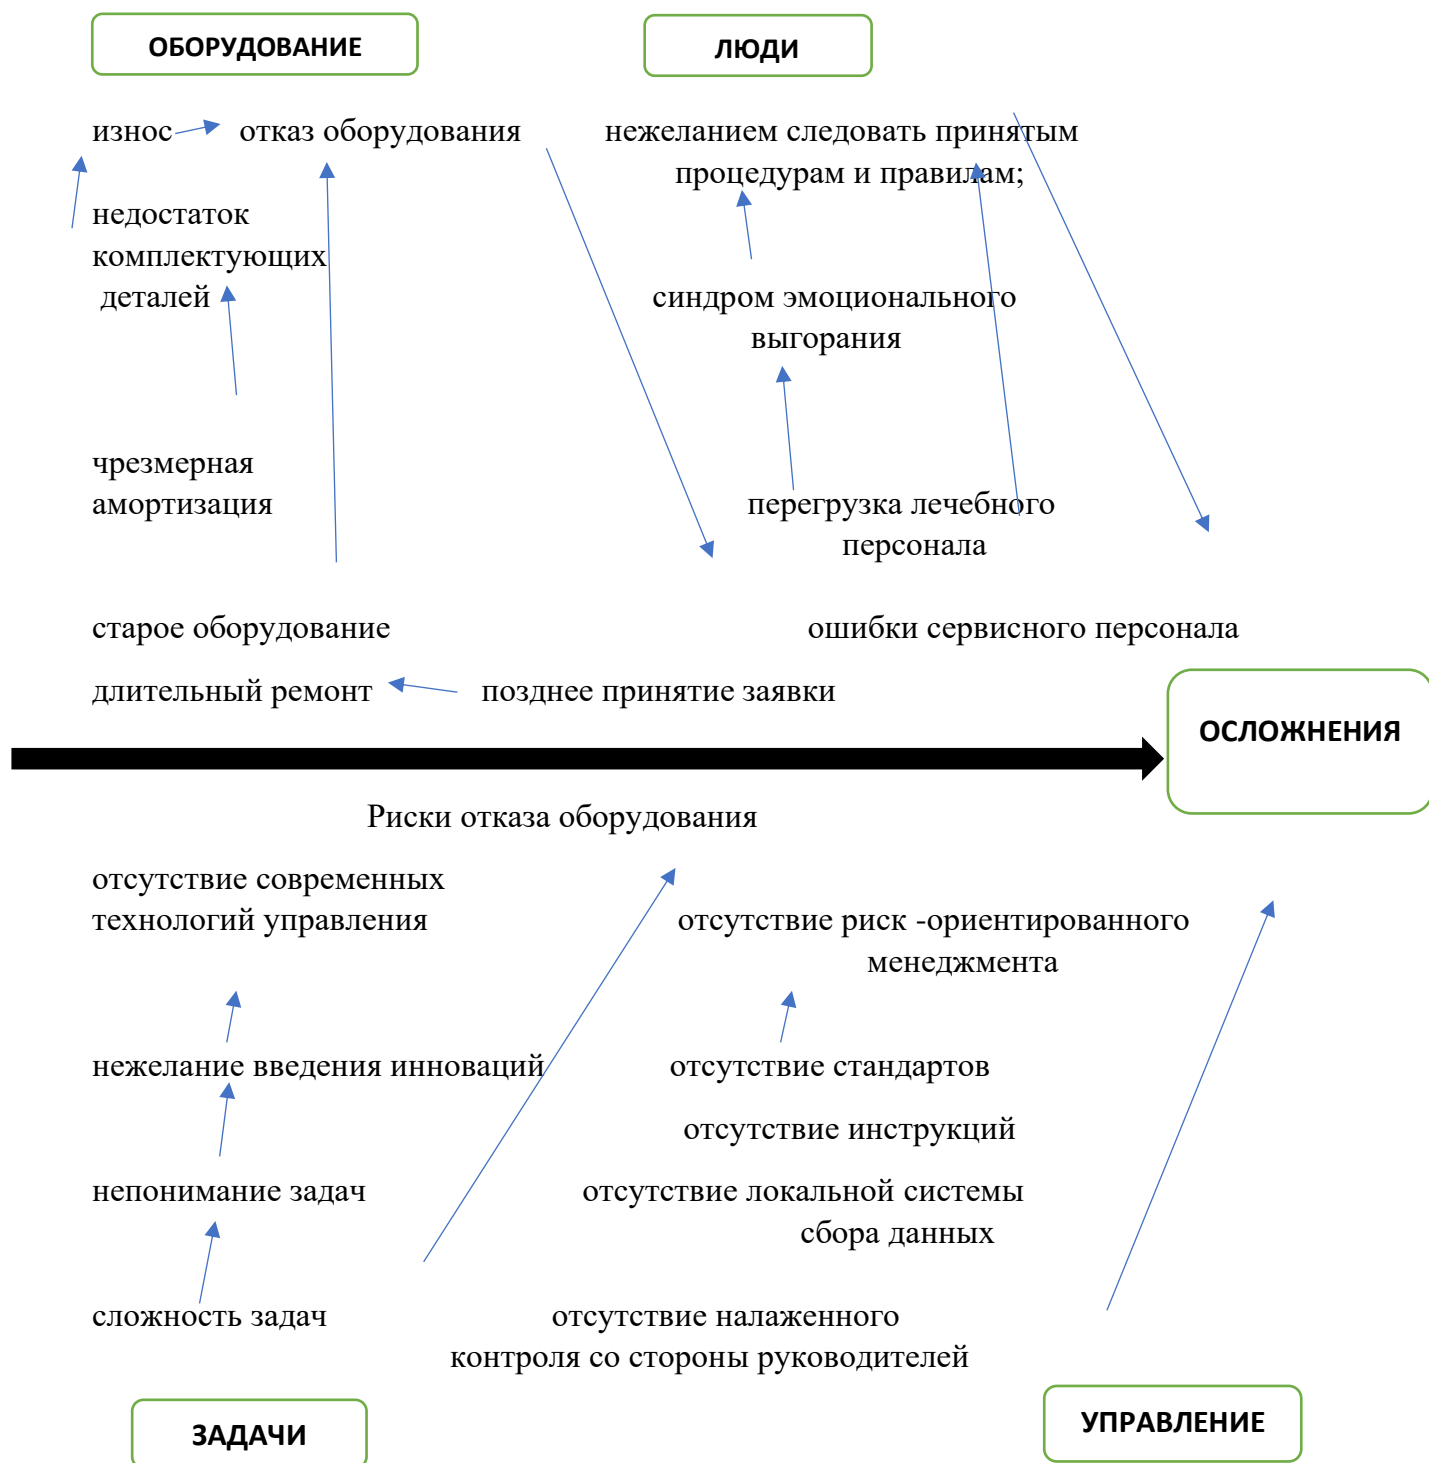 ОБОРУДОВАНИЕ
ЛЮДИ
износ
отказ оборудования
нежеланием следовать принятым
процедурам и правилам;
недостаток
комплектующих
деталей
синдром эмоционального
выгорания
чрезмерная
амортизация
перегрузка лечебного
персонала
старое оборудование
ошибки сервисного персонала
длительный ремонт
позднее принятие заявки
ОСЛОЖНЕНИЯ
Риски отказа оборудования
отсутствие современных
технологий управления
отсутствие риск -ориентированного
менеджмента
нежелание введения инноваций
отсутствие стандартов
отсутствие инструкций
непонимание задач
отсутствие локальной системы
сбора данных
сложность задач
отсутствие налаженного
контроля со стороны руководителей
ЗАДАЧИ
УПРАВЛЕНИЕ